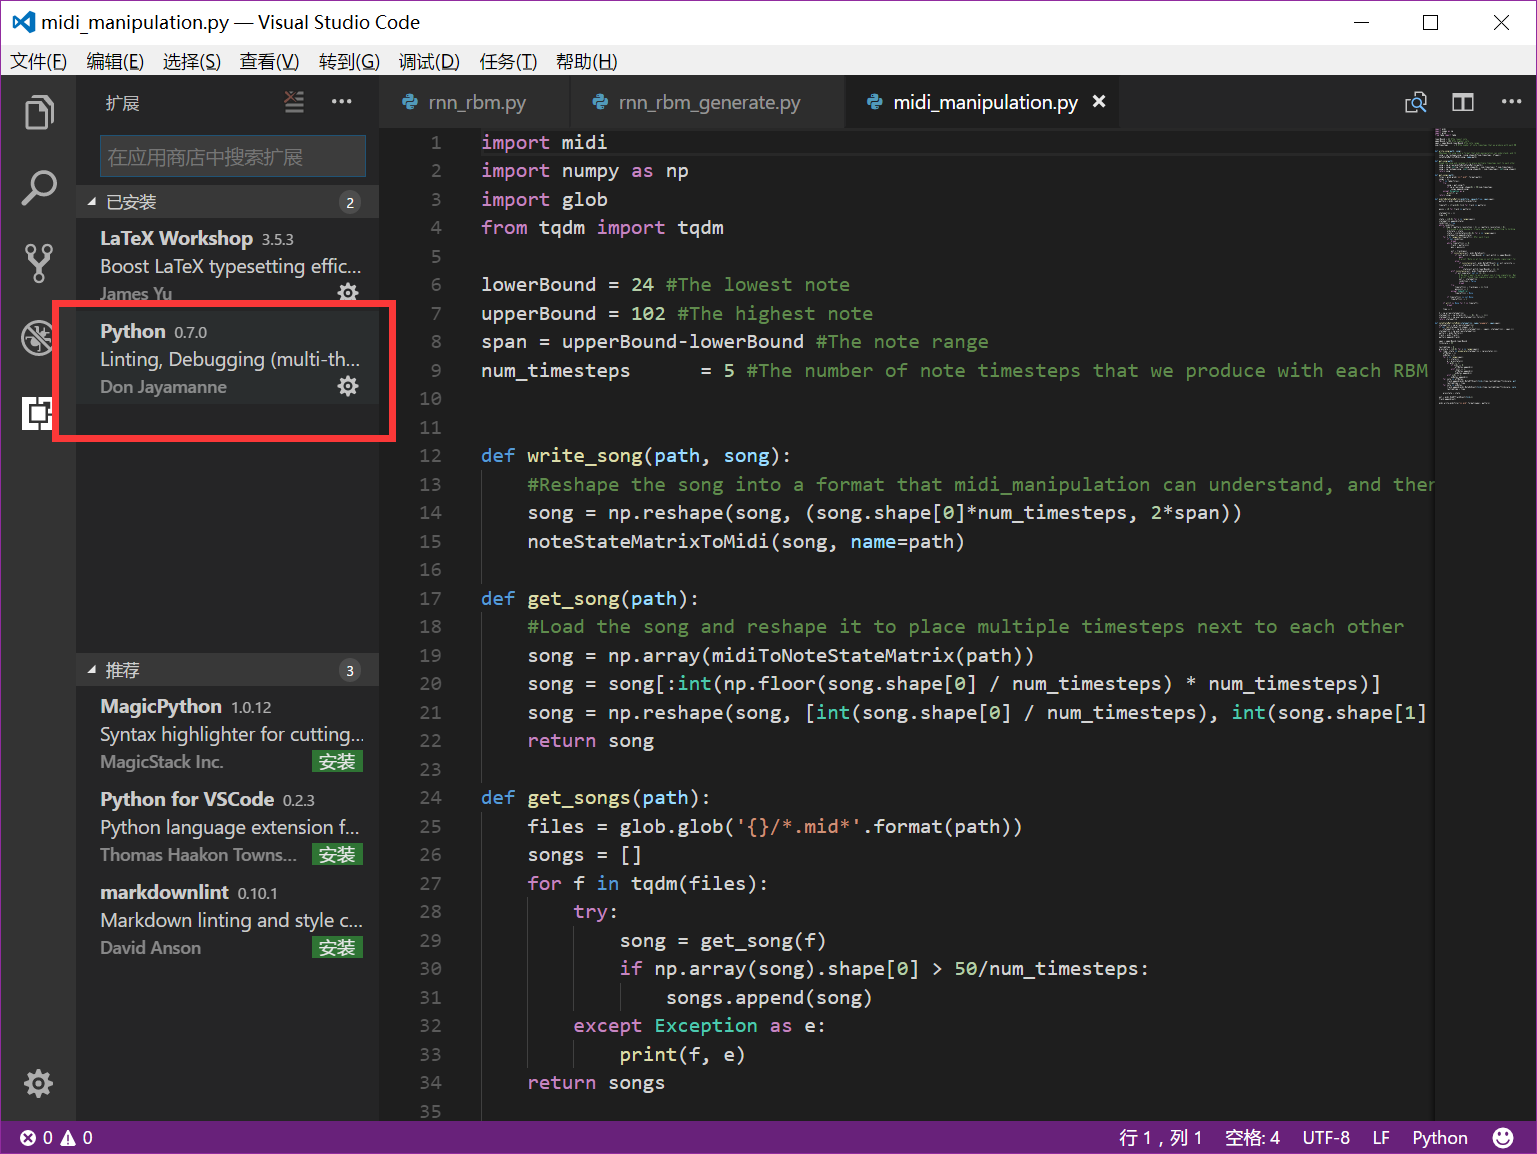 midi_manipulation.py — Visual Studio Code
文件(F) 编辑(E) 选择(S) 查看(V) 转到(G) 调试(D) 任务(T) 帮助(H)
扩展
在应用商店中搜索扩展
已安装 2
LaTeX Workshop 3.5.3
Boost LaTeX typesetting effic...
James Yu
Python 0.7.0
Linting, Debugging (multi-th...
Don Jayamanne
推荐 3
MagicPython 1.0.12
Syntax highlighter for cutting...
MagicStack Inc. 安装
Python for VSCode 0.2.3
Python language extension f...
Thomas Haakon Towns... 安装
markdownlint 0.10.1
Markdown linting and style c...
David Anson 安装
rnn_rbm.py rnn_rbm_generate.py midi_manipulation.py
1 import midi
2 import numpy as np
3 import glob
4 from tqdm import tqdm
5
6 lowerBound = 24 #The lowest note
7 upperBound = 102 #The highest note
8 span = upperBound-lowerBound #The note range
9 num_timesteps      = 5 #The number of note timesteps that we produce with each RBM
10
11
12 def write_song(path, song):
13     #Reshape the song into a format that midi_manipulation can understand, and then
14     song = np.reshape(song, (song.shape[0]*num_timesteps, 2*span))
15     noteStateMatrixToMidi(song, name=path)
16
17 def get_song(path):
18     #Load the song and reshape it to place multiple timesteps next to each other
19     song = np.array(midiToNoteStateMatrix(path))
20     song = song[:int(np.floor(song.shape[0] / num_timesteps) * num_timesteps)]
21     song = np.reshape(song, [int(song.shape[0] / num_timesteps), int(song.shape[1]
22     return song
23
24 def get_songs(path):
25     files = glob.glob('{}/*.mid*'.format(path))
26     songs = []
27     for f in tqdm(files):
28         try:
29             song = get_song(f)
30             if np.array(song).shape[0] > 50/num_timesteps:
31                 songs.append(song)
32         except Exception as e:
33             print(f, e)
34     return songs
35
0 0 行 1，列 1 空格: 4 UTF-8 LF Python